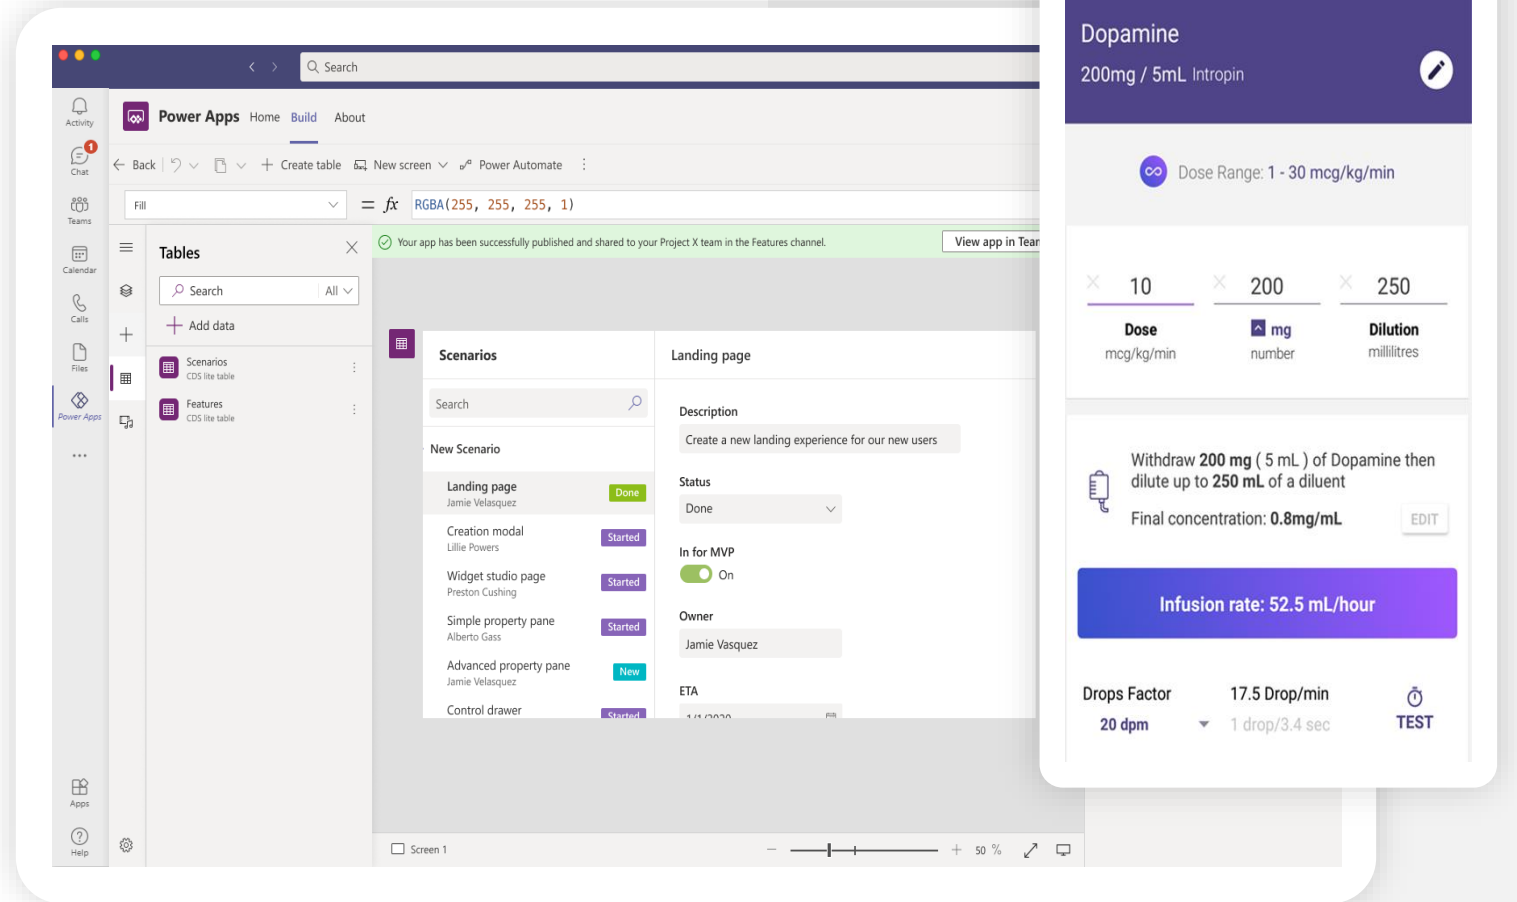 Search
Activity
1
Chat
Teams
Calendar
Calls
Files
Power Apps
Apps
Help
Power Apps Home Build About
Back Create table New screen Power Automate
Fill = fx RGBA(255, 255, 255, 1)
Your app has been successfully published and shared to your Project X team in the Features channel.
View app in Tear
Tables
Search All
Add data
Scenarios
CDS lite table
Features
CDS lite table
Scenarios
Search
New Scenario
Landing page Done
Jamie Velasquez
Creation modal Started
Lillie Powers
Widget studio page Started
Preston Cushing
Simple property pane Started
Alberto Gass
Advanced property pane New
Jamie Velasquez
Control drawer Started
Landing page
Description
Create a new landing experience for our new users
Status
Done
In for MVP
On
Owner
Jamie Vasquez
ETA
1/1/2020
Screen 1
50 %
Dopamine
200mg / 5mL Intropin
Dose Range: 1 - 30 mcg/kg/min
10 200 250
Dose mg Dilution
mcg/kg/min number millilitres
Withdraw 200 mg ( 5 mL ) of Dopamine then
dilute up to 250 mL of a diluent
Final concentration: 0.8mg/mL EDIT
Infusion rate: 52.5 mL/hour
Drops Factor 17.5 Drop/min
20 dpm 1 drop/3.4 sec TEST